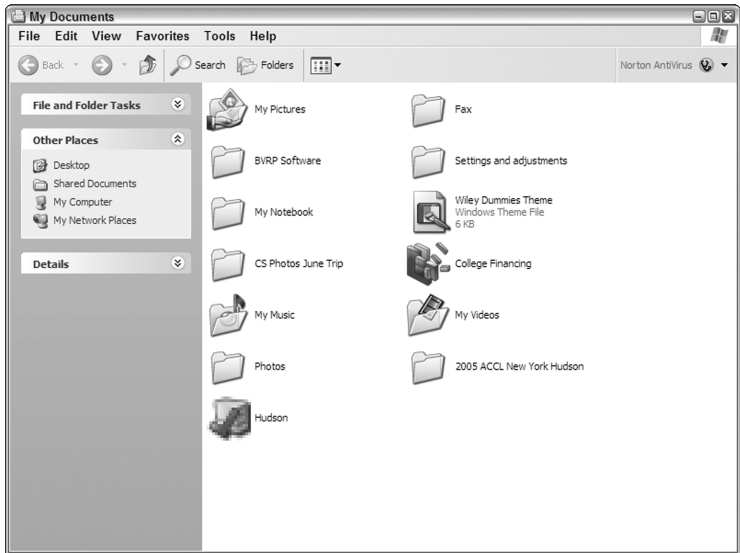 My Documents
File Edit View Favorites Tools Help
Back Search Folders Norton AntiVirus
File and Folder Tasks
Other Places
Desktop
Shared Documents
My Computer
My Network Places
Details
My Pictures Fax
BVRP Software Settings and adjustments
My Notebook Wiley Dummies Theme
Windows Theme File
6 KB
CS Photos June Trip College Financing
My Music My Videos
Photos 2005 ACCL New York Hudson
Hudson